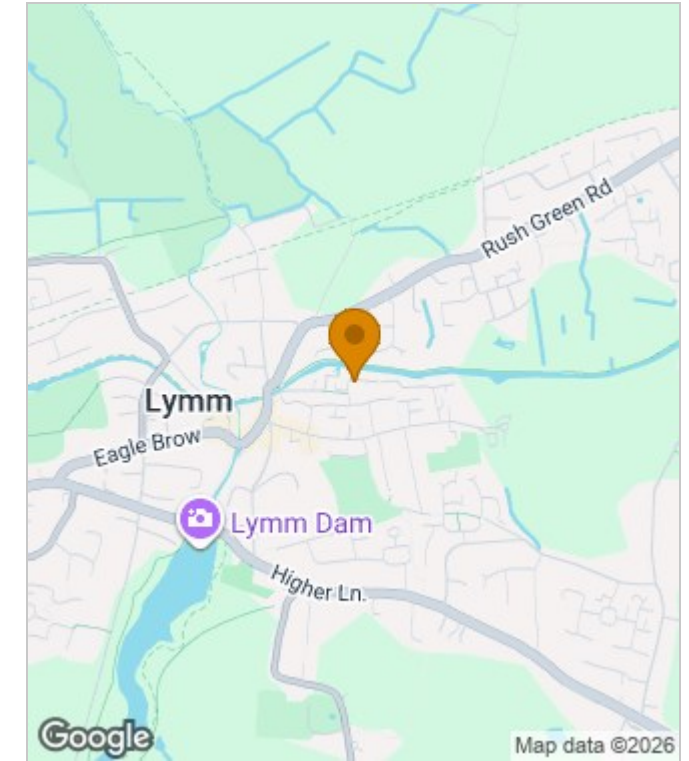 Rush Green Rd
Lymm
Eagle Brow
Lymm Dam
Higher Ln.
Google
Map data ©2026